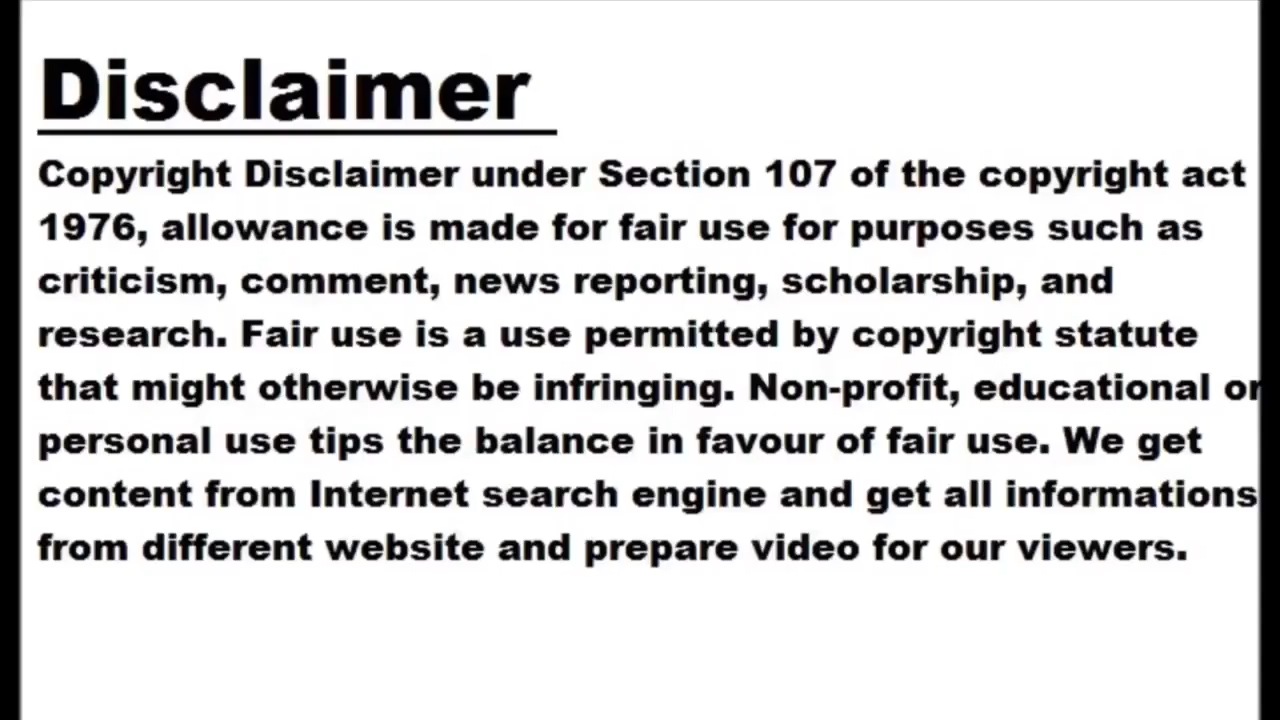 Disclaimer
Copyright Disclaimer under Section 107 of the copyright act
1976, allowance is made for fair use for purposes such as
criticism, comment, news reporting, scholarship, and
research. Fair use is a use permitted by copyright statute
that might otherwise be infringing. Non-profit, educational or
personal use tips the balance in favour of fair use. We get
content from Internet search engine and get all informations
from different website and prepare video for our viewers.